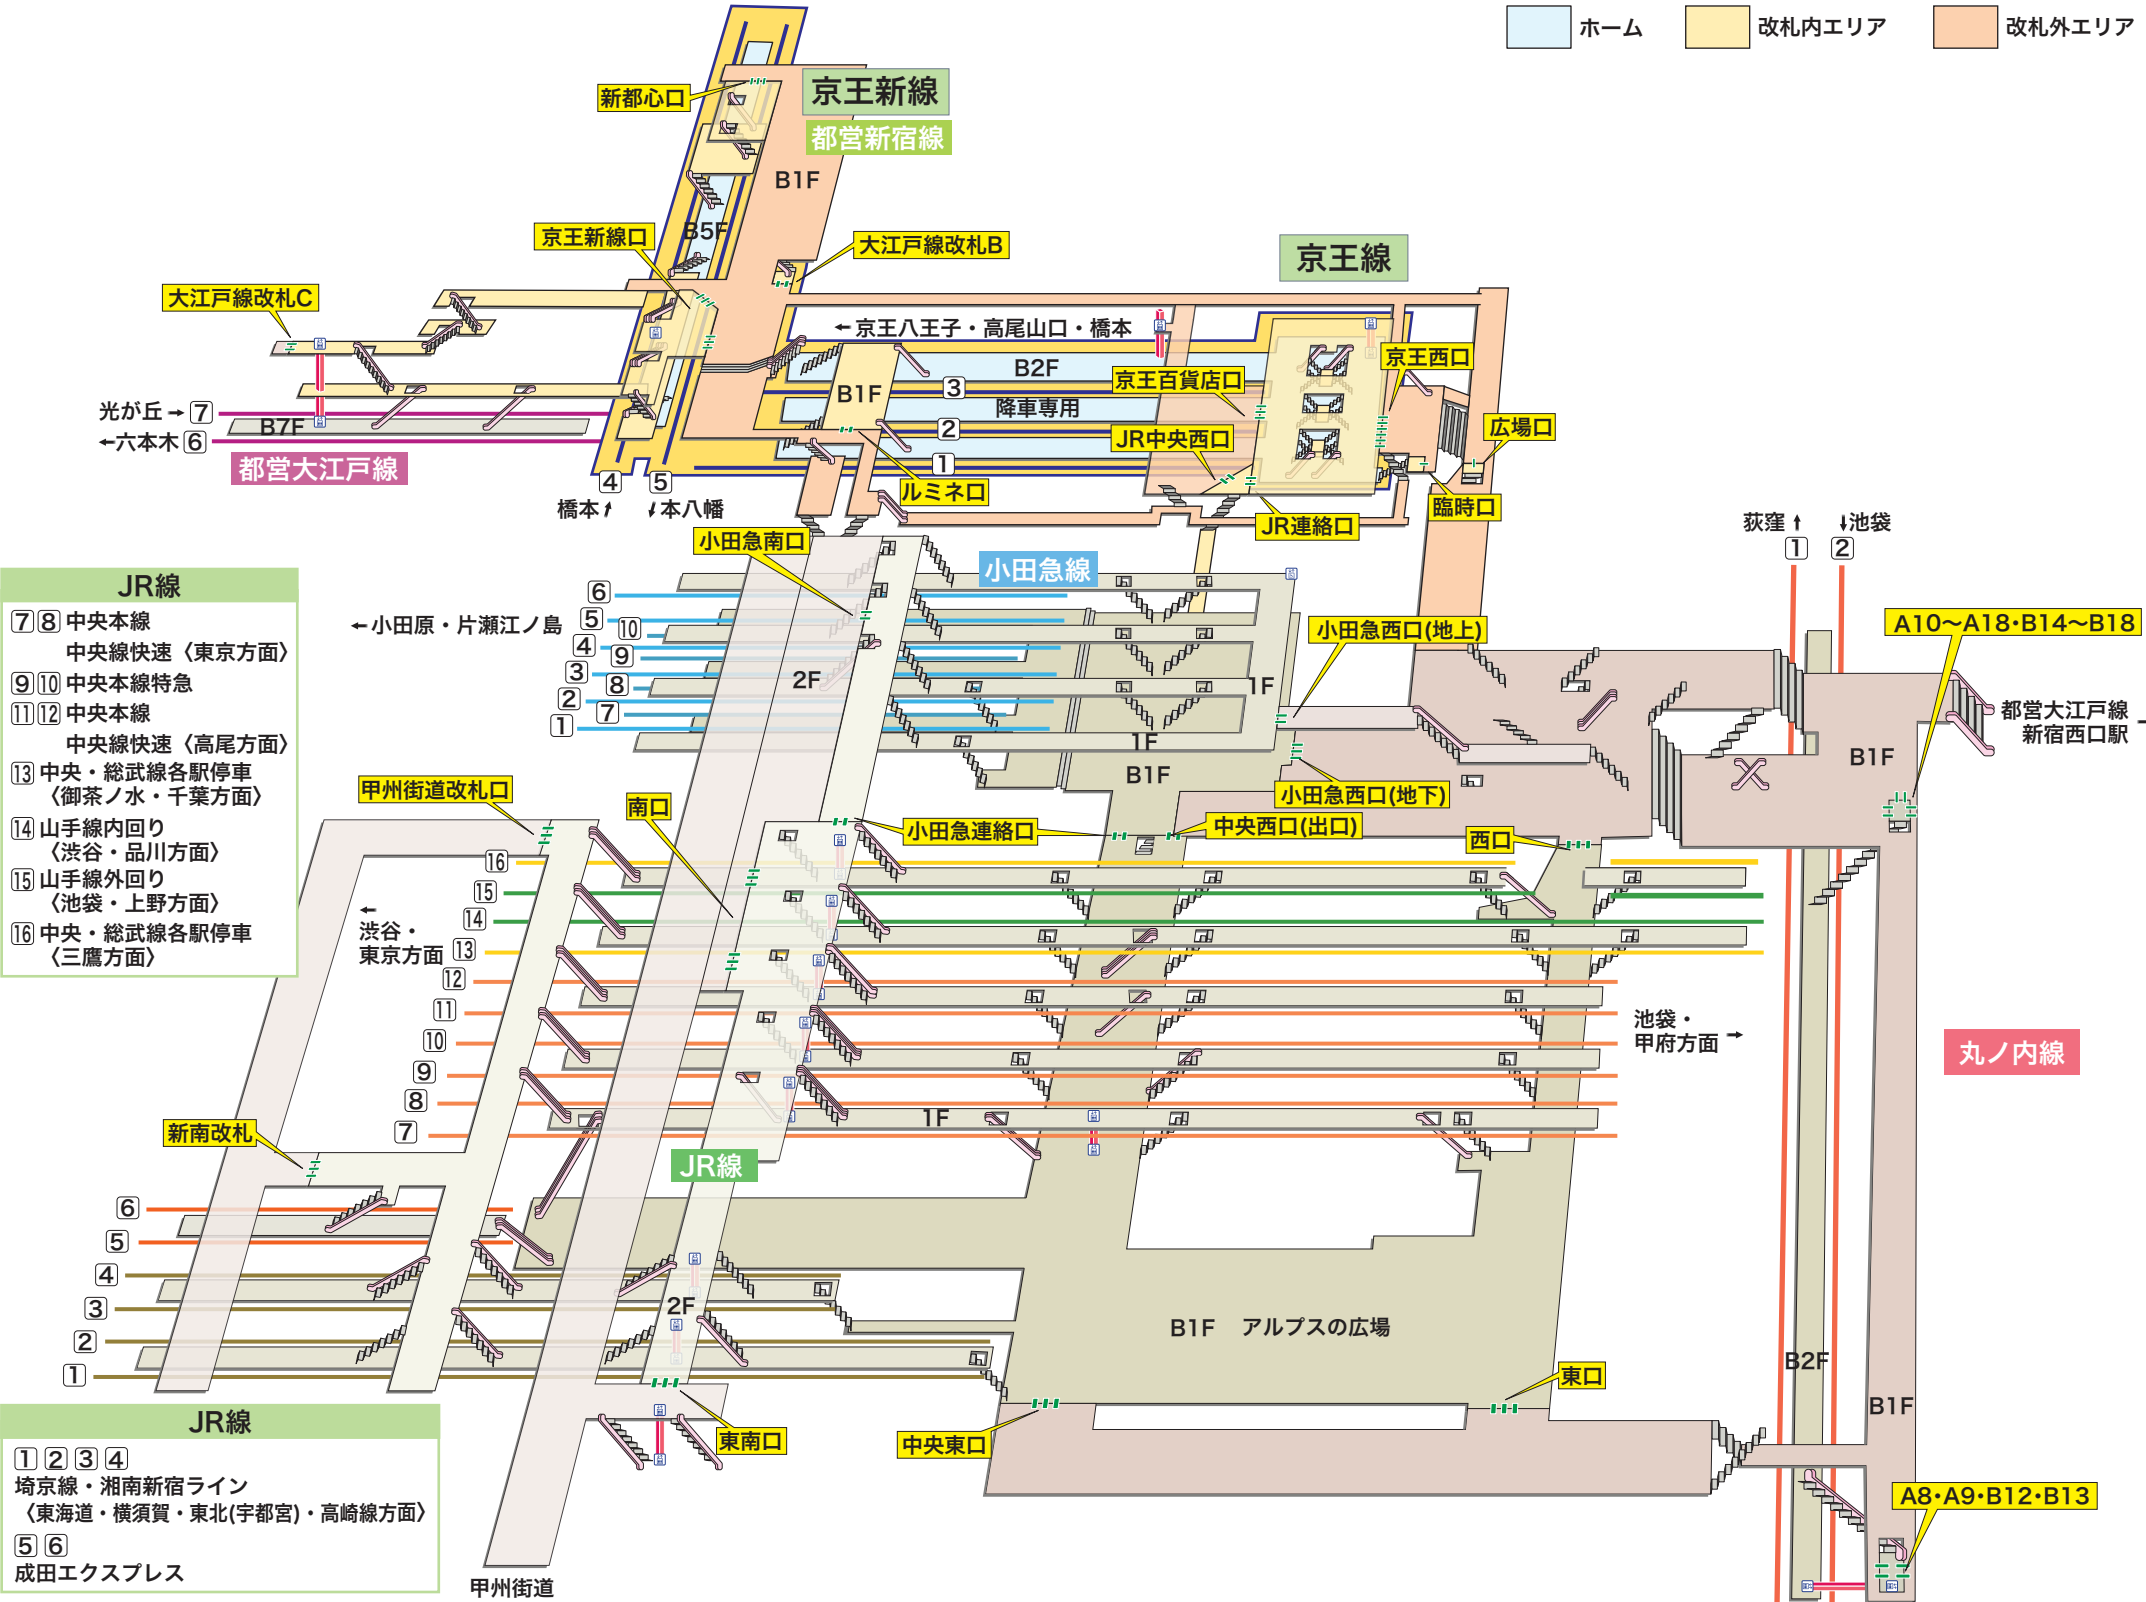 ホーム
改札内エリア
改札外エリア
新都心口
京王新線
都営新宿線
B1F
B5F
京王新線口
大江戸線改札B
京王線
大江戸線改札C
←京王八王子・高尾山口・橋本
B2F
3
B1F
降車専用
2
1
京王百貨店口
京王西口
JR中央西口
広場口
ルミネ口
JR連絡口
臨時口
光が丘→7
B7F
←六本木6
都営大江戸線
4
5
橋本↑
↓本八幡
荻窪↑
↓池袋
1
2
小田急南口
小田急線
←小田原・片瀬江ノ島
6
5
10
4
9
3
8
2
7
1
2F
1F
1F
B1F
小田急西口(地上)
小田急西口(地下)
A10〜A18・B14〜B18
都営大江戸線→
新宿西口駅
B1F
JR線
7 8 中央本線
中央線快速〈東京方面〉
9 10 中央本線特急
11 12 中央本線
中央線快速〈高尾方面〉
13 中央・総武線各駅停車
〈御茶ノ水・千葉方面〉
14 山手線内回り
〈渋谷・品川方面〉
15 山手線外回り
〈池袋・上野方面〉
16 中央・総武線各駅停車
〈三鷹方面〉
甲州街道改札口
南口
小田急連絡口
中央西口(出口)
西口
←
渋谷・
東京方面
16
15
14
13
12
11
10
9
8
7
池袋・
甲府方面→
丸ノ内線
1F
新南改札
JR線
6
5
4
3
2
1
2F
B1F アルプスの広場
B2F
B1F
東口
中央東口
東南口
A8・A9・B12・B13
甲州街道
JR線
1 2 3 4
埼京線・湘南新宿ライン
〈東海道・横須賀・東北(宇都宮)・高崎線方面〉
5 6
成田エクスプレス